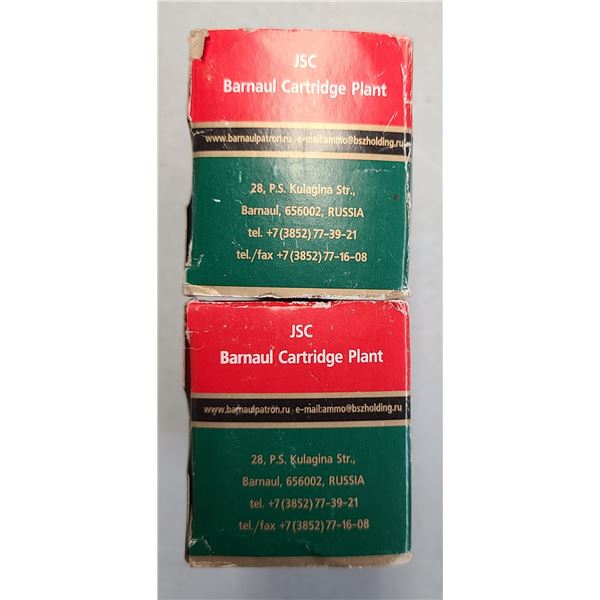 JSC
Barnaul Cartridge Plant
www.barnaulpatron.ru e-mail:ammo@bszholding.ru
28, P.S. Kulagina Str.,
Barnaul, 656002, RUSSIA
tel. +7 (3852) 77-39-21
tel./fax +7 (3852) 77-16-08
JSC
Barnaul Cartridge Plant
www.barnaulpatron.ru e-mail:ammo@bszholding.ru
28, P.S. Kulagina Str.,
Barnaul, 656002, RUSSIA
tel. +7 (3852) 77-39-21
tel./fax +7 (3852) 77-16-08